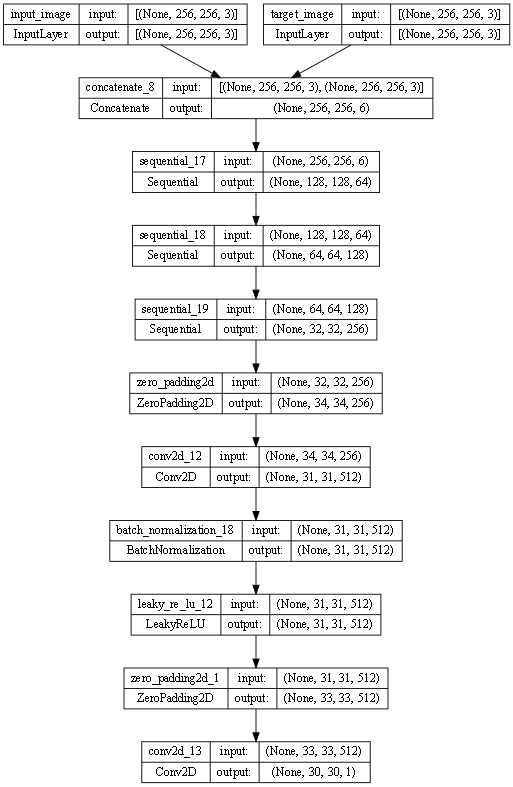 input_image input: [(None, 256, 256, 3)]
InputLayer output: [(None, 256, 256, 3)]
target_image input: [(None, 256, 256, 3)]
InputLayer output: [(None, 256, 256, 3)]
concatenate_8 input: [(None, 256, 256, 3), (None, 256, 256, 3)]
Concatenate output: (None, 256, 256, 6)
sequential_17 input: (None, 256, 256, 6)
Sequential output: (None, 128, 128, 64)
sequential_18 input: (None, 128, 128, 64)
Sequential output: (None, 64, 64, 128)
sequential_19 input: (None, 64, 64, 128)
Sequential output: (None, 32, 32, 256)
zero_padding2d input: (None, 32, 32, 256)
ZeroPadding2D output: (None, 34, 34, 256)
conv2d_12 input: (None, 34, 34, 256)
Conv2D output: (None, 31, 31, 512)
batch_normalization_18 input: (None, 31, 31, 512)
BatchNormalization output: (None, 31, 31, 512)
leaky_re_lu_12 input: (None, 31, 31, 512)
LeakyReLU output: (None, 31, 31, 512)
zero_padding2d_1 input: (None, 31, 31, 512)
ZeroPadding2D output: (None, 33, 33, 512)
conv2d_13 input: (None, 33, 33, 512)
Conv2D output: (None, 30, 30, 1)